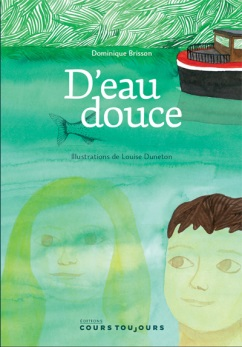 Dominique Brisson
D'eau
douce
Illustrations de Louise Duneton
ÉDITIONS
COURS TOUJOURS